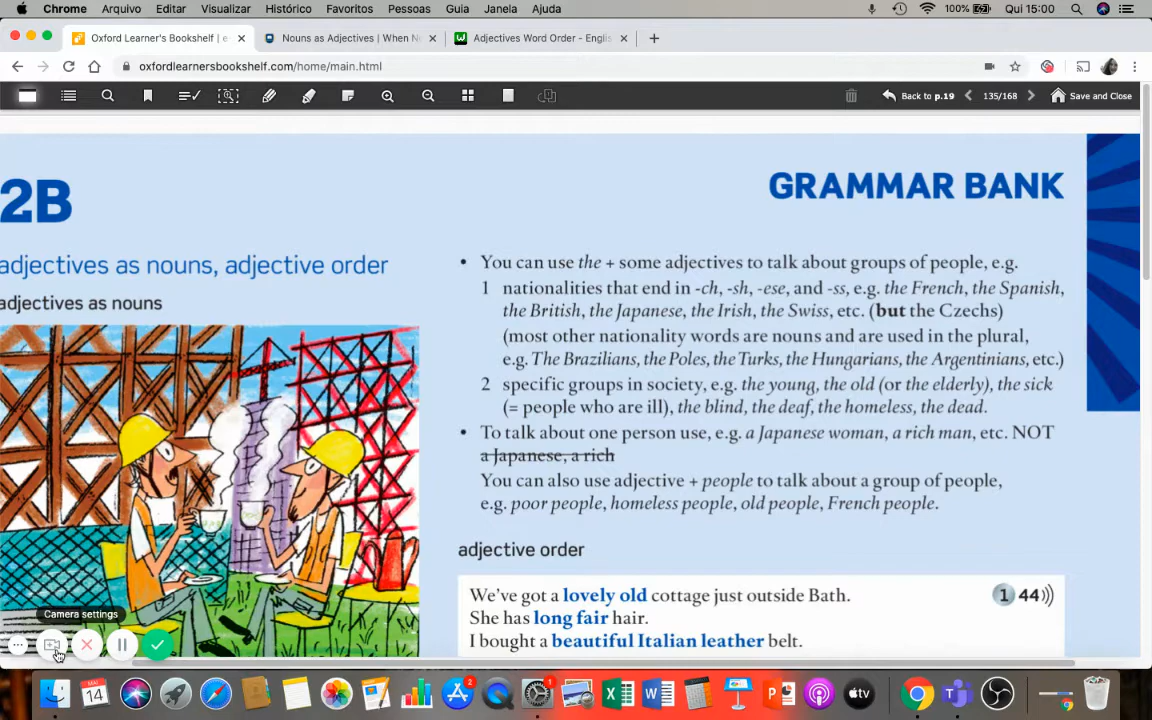 Chrome Arquivo Editar Visualizar Histórico Favoritos Pessoas Guia Janela Ajuda 100% Qui 15:00
Oxford Learner's Bookshelf | e Nouns as Adjectives | When N Adjectives Word Order - Englis
oxfordlearnersbookshelf.com/home/main.html
Back to p.19 135/168 Save and Close
2B
GRAMMAR BANK
adjectives as nouns, adjective order
adjectives as nouns
• You can use the + some adjectives to talk about groups of people, e.g.
1 nationalities that end in -ch, -sh, -ese, and -ss, e.g. the French, the Spanish,
the British, the Japanese, the Irish, the Swiss, etc. (but the Czechs)
(most other nationality words are nouns and are used in the plural,
e.g. The Brazilians, the Poles, the Turks, the Hungarians, the Argentinians, etc.)
2 specific groups in society, e.g. the young, the old (or the elderly), the sick
(= people who are ill), the blind, the deaf, the homeless, the dead.
• To talk about one person use, e.g. a Japanese woman, a rich man, etc. NOT
a Japanese, a rich
You can also use adjective + people to talk about a group of people,
e.g. poor people, homeless people, old people, French people.
adjective order
We've got a lovely old cottage just outside Bath. 1 44
She has long fair hair.
I bought a beautiful Italian leather belt.
Camera settings
MAI
14
2
1
X
W
P
tv